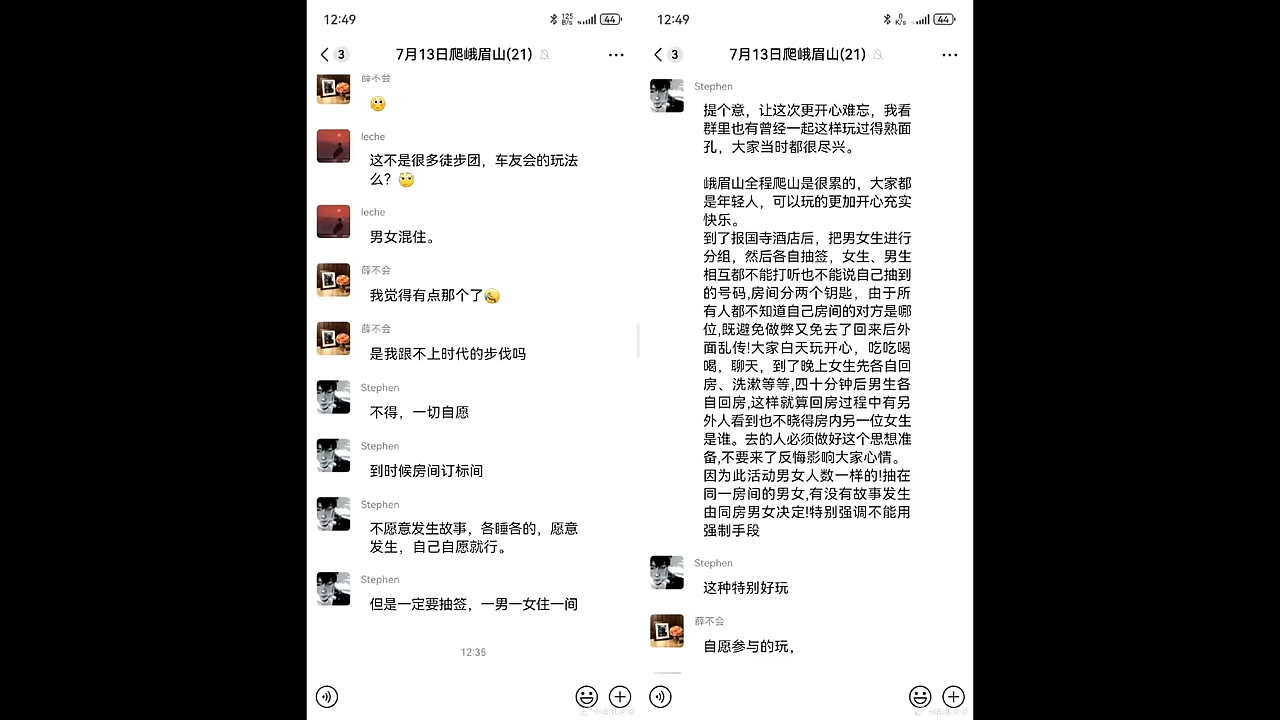 12:49
125
B/s
44
3
7月13日爬峨眉山(21)
薛不会
leche
这不是很多徒步团，车友会的玩法
么？
leche
男女混住。
薛不会
我觉得有点那个了
薛不会
是我跟不上时代的步伐吗
Stephen
不得，一切自愿
Stephen
到时候房间订标间
Stephen
不愿意发生故事，各睡各的，愿意
发生，自己自愿就行。
Stephen
但是一定要抽签，一男一女住一间
12:35
12:49
0
K/s
44
3
7月13日爬峨眉山(21)
Stephen
提个意，让这次更开心难忘，我看
群里也有曾经一起这样玩过得熟面
孔，大家当时都很尽兴。
峨眉山全程爬山是很累的，大家都
是年轻人，可以玩的更加开心充实
快乐。
到了报国寺酒店后，把男女生进行
分组，然后各自抽签，女生、男生
相互都不能打听也不能说自己抽到
的号码,房间分两个钥匙，由于所
有人都不知道自己房间的对方是哪
位,既避免做弊又免去了回来后外
面乱传!大家白天玩开心，吃吃喝
喝，聊天，到了晚上女生先各自回
房、洗漱等等,四十分钟后男生各
自回房,这样就算回房过程中有另
外人看到也不晓得房内另一位女生
是谁。去的人必须做好这个思想准
备,不要来了反悔影响大家心情。
因为此活动男女人数一样的!抽在
同一房间的男女,有没有故事发生
由同房男女决定!特别强调不能用
强制手段
Stephen
这种特别好玩
薛不会
自愿参与的玩，